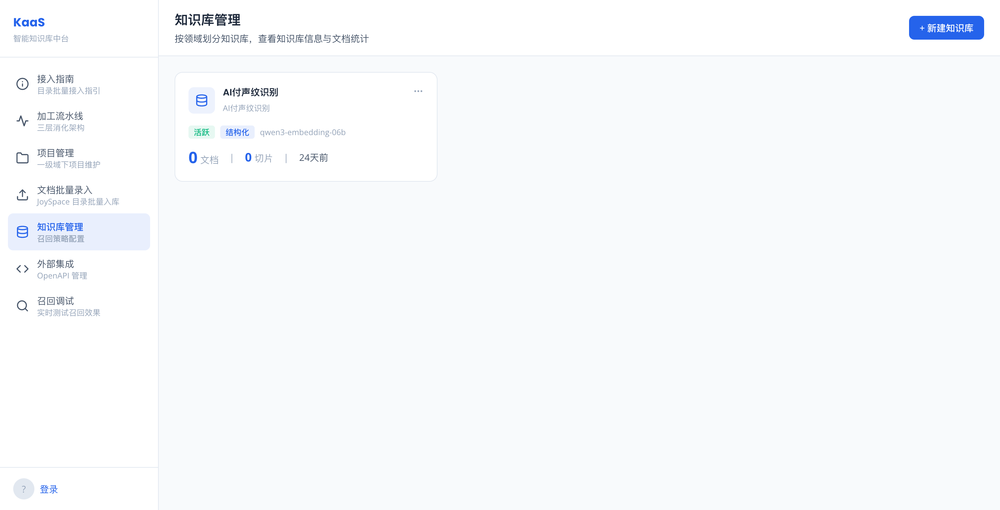 KaaS
智能知识库中台
接入指南
目录批量接入指引
加工流水线
三层消化架构
项目管理
一级域下项目维护
文档批量录入
JoySpace 目录批量入库
知识库管理
召回策略配置
外部集成
OpenAPI 管理
召回调试
实时测试召回效果
? 登录
知识库管理
按领域划分知识库，查看知识库信息与文档统计
+ 新建知识库
AI付声纹识别
AI付声纹识别
活跃 结构化 qwen3-embedding-06b
0 文档 | 0 切片 | 24天前